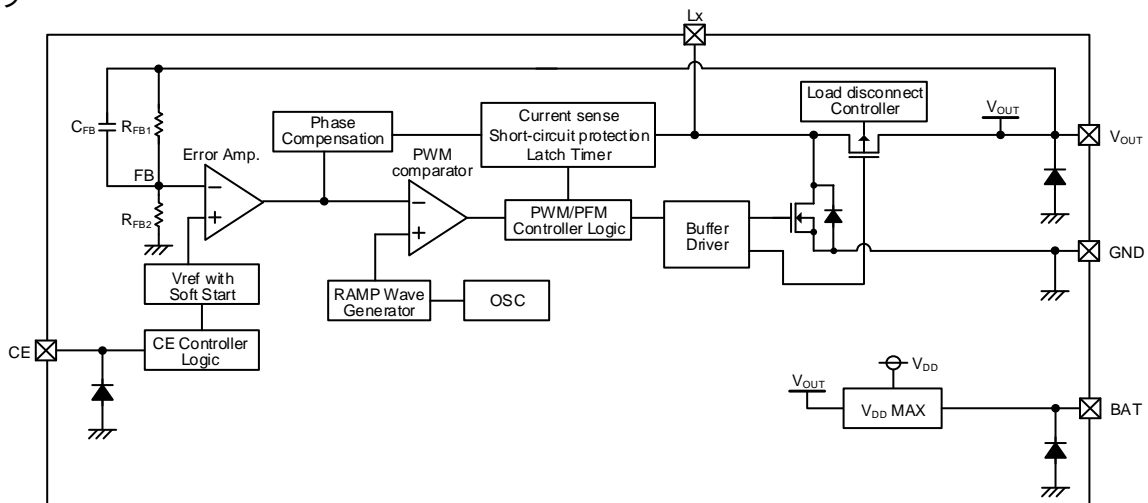 Lx
Load disconnect
Controller
VOUT
VOUT
CFB
RFB1
Phase
Compensation
Current sense
Short-circuit protection
Latch Timer
Error Amp.
PWM
comparator
FB
RFB2
PWM/PFM
Controller Logic
Buffer
Driver
GND
Vref with
Soft Start
RAMP Wave
Generator
OSC
CE
CE Controller
Logic
VDD
VOUT
VDD MAX
BAT